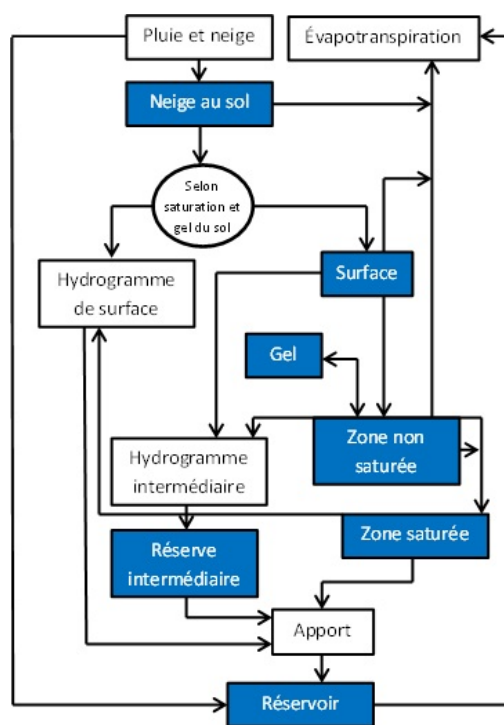 Pluie et neige
Évapotranspiration
Neige au sol
Selon
saturation et
gel du sol
Hydrogramme
de surface
Surface
Gel
Zone non
saturée
Hydrogramme
intermédiaire
Zone saturée
Réserve
intermédiaire
Apport
Réservoir